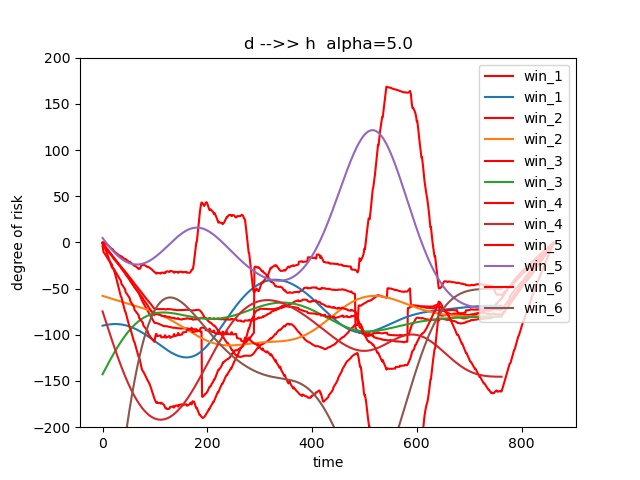 d -->> h  alpha=5.0
degree of risk
200
150
100
50
0
−50
−100
−150
−200
win_1
win_1
win_2
win_2
win_3
win_3
win_4
win_4
win_5
win_5
win_6
win_6
0 200 400 600 800
time